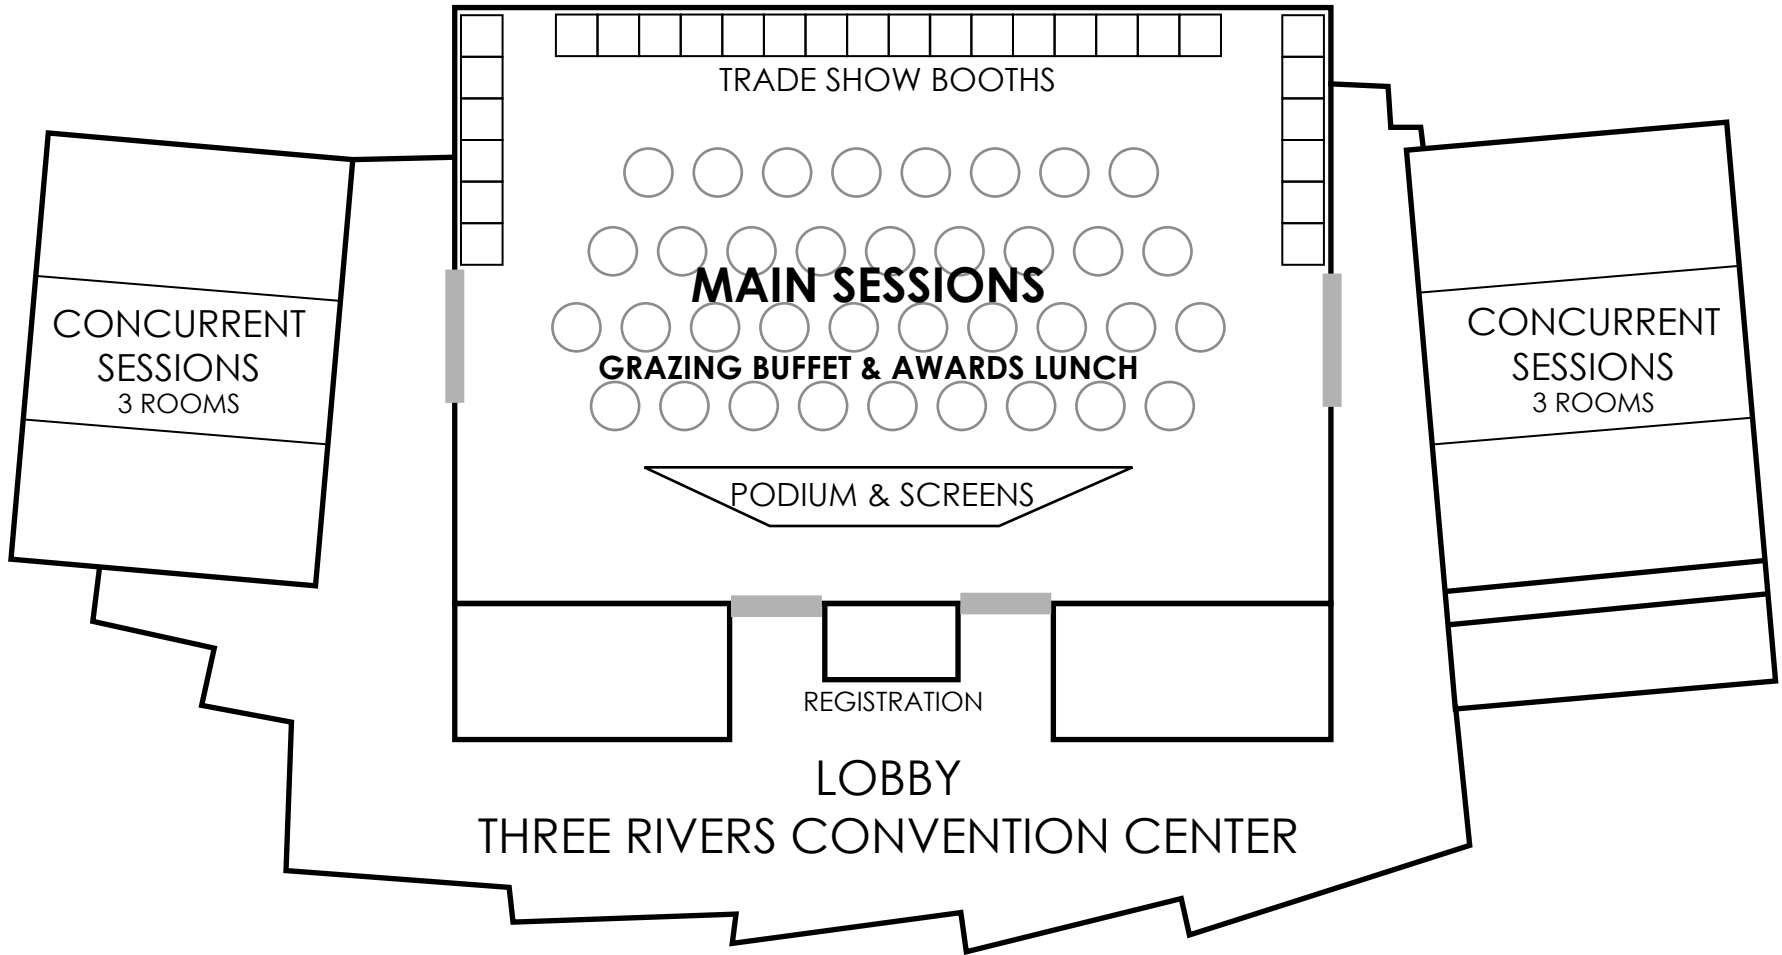 TRADE SHOW BOOTHS
MAIN SESSIONS
GRAZING BUFFET & AWARDS LUNCH
CONCURRENT
SESSIONS
3 ROOMS
CONCURRENT
SESSIONS
3 ROOMS
PODIUM & SCREENS
REGISTRATION
LOBBY
THREE RIVERS CONVENTION CENTER